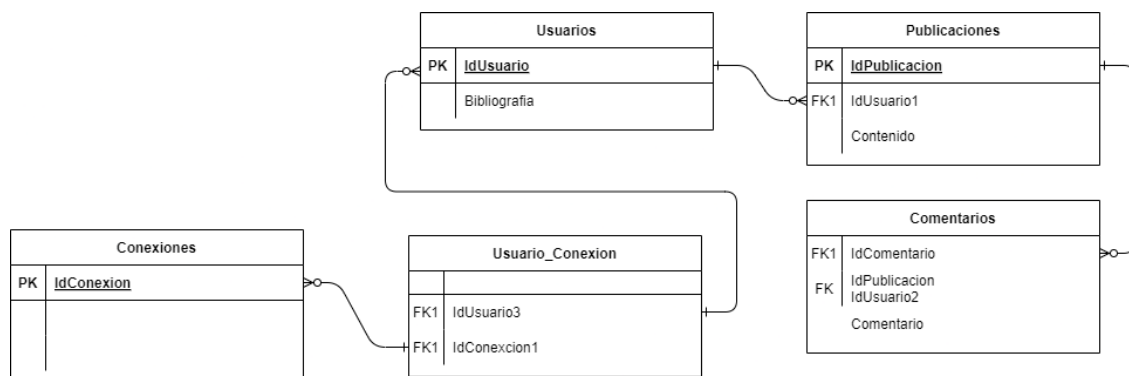 Usuarios
PK IdUsuario
Bibliografia
Publicaciones
PK IdPublicacion
FK1 IdUsuario1
Contenido
Conexiones
PK IdConexion
Usuario_Conexion
FK1 IdUsuario3
FK1 IdConexcion1
Comentarios
FK1 IdComentario
FK IdPublicacion
IdUsuario2
Comentario